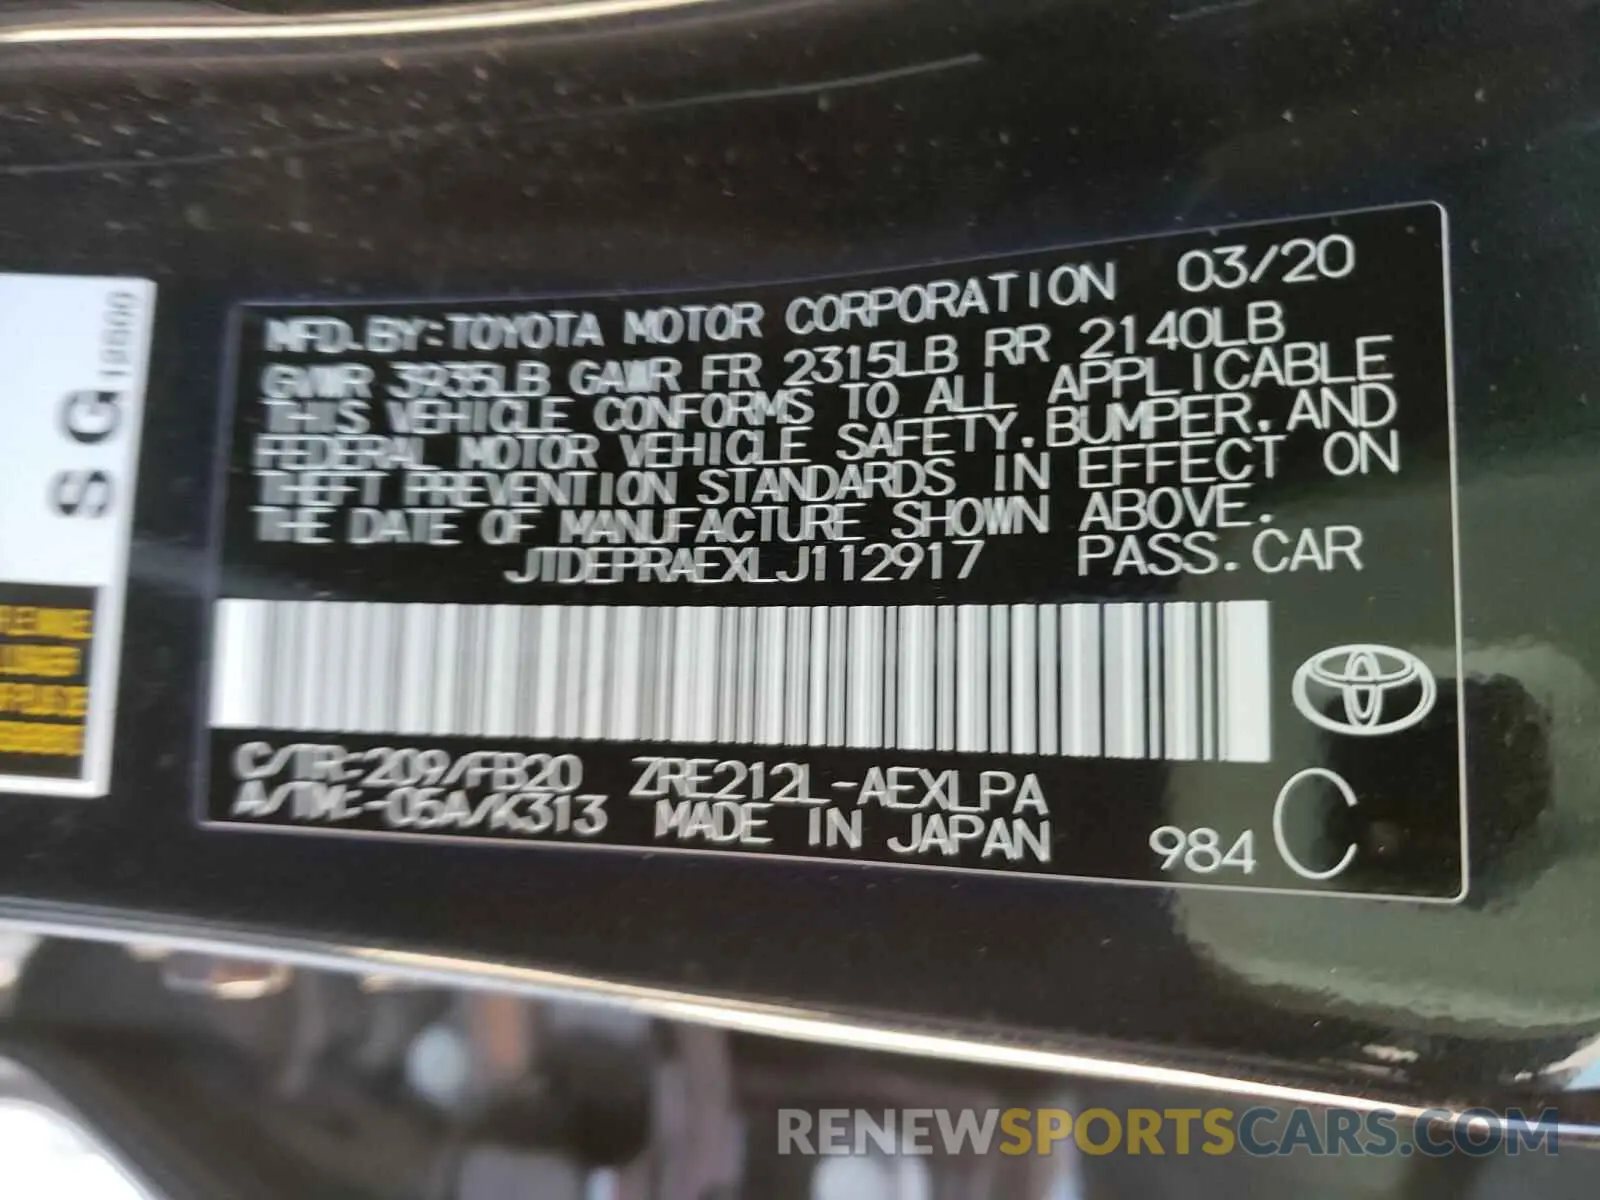 MFD.BY:TOYOTA MOTOR CORPORATION 03/20
GVWR 3935LB GAWR FR 2315LB RR 2140LB
THIS VEHICLE CONFORMS TO ALL APPLICABLE
FEDERAL MOTOR VEHICLE SAFETY.BUMPER.AND
THEFT PREVENTION STANDARDS IN EFFECT ON
THE DATE OF MANUFACTURE SHOWN ABOVE.
JTDEPRAEXLJ112917 PASS.CAR
C/TR:209/FB20 ZRE212L-AEXLPA
A/TM:-05A/K313 MADE IN JAPAN
984 C
SG
RENEWSPORTSCARS.COM